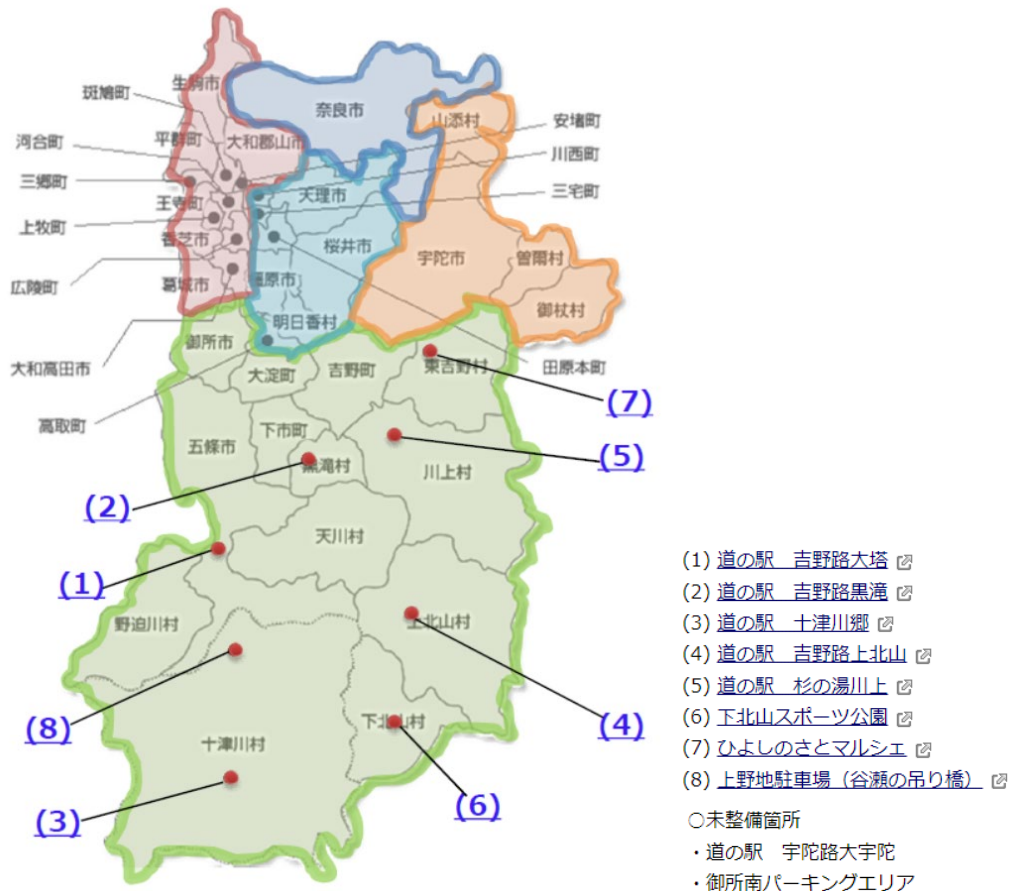 生駒市
斑鳩町
奈良市
山添村
安堵町
河合町
平群町
大和郡山市
川西町
三郷町
天理市
三宅町
王寺町
上牧町
香芝市
桜井市
宇陀市
曽爾村
広陵町
葛城市
橿原市
御杖村
明日香村
御所市
大和高田市
大淀町
吉野町
東吉野村
田原本町
高取町
(7)
下市町
五條市
(5)
黒滝村
川上村
(2)
天川村
(1)
野迫川村
上北山村
(8)
十津川村
下北山村
(4)
(3)
(6)
(1) 道の駅　吉野路大塔
(2) 道の駅　吉野路黒滝
(3) 道の駅　十津川郷
(4) 道の駅　吉野路上北山
(5) 道の駅　杉の湯川上
(6) 下北山スポーツ公園
(7) ひよしのさとマルシェ
(8) 上野地駐車場（谷瀬の吊り橋）
○未整備箇所
・道の駅　宇陀路大宇陀
・御所南パーキングエリア